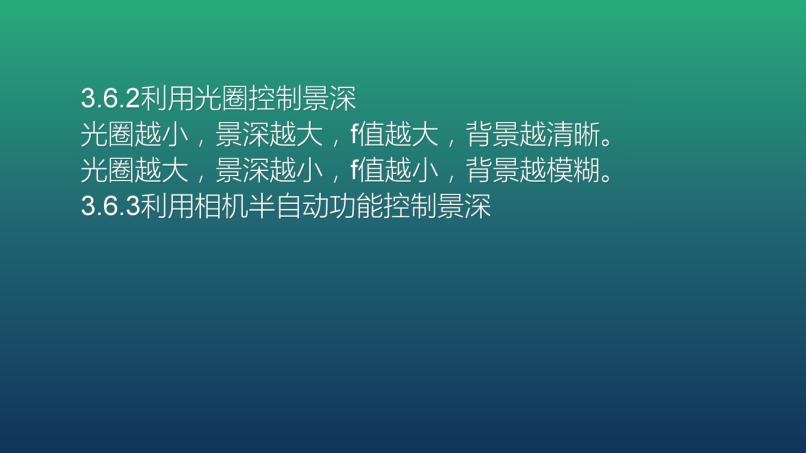 3.6.2利用光圈控制景深
光圈越小，景深越大，f值越大，背景越清晰。
光圈越大，景深越小，f值越小，背景越模糊。
3.6.3利用相机半自动功能控制景深